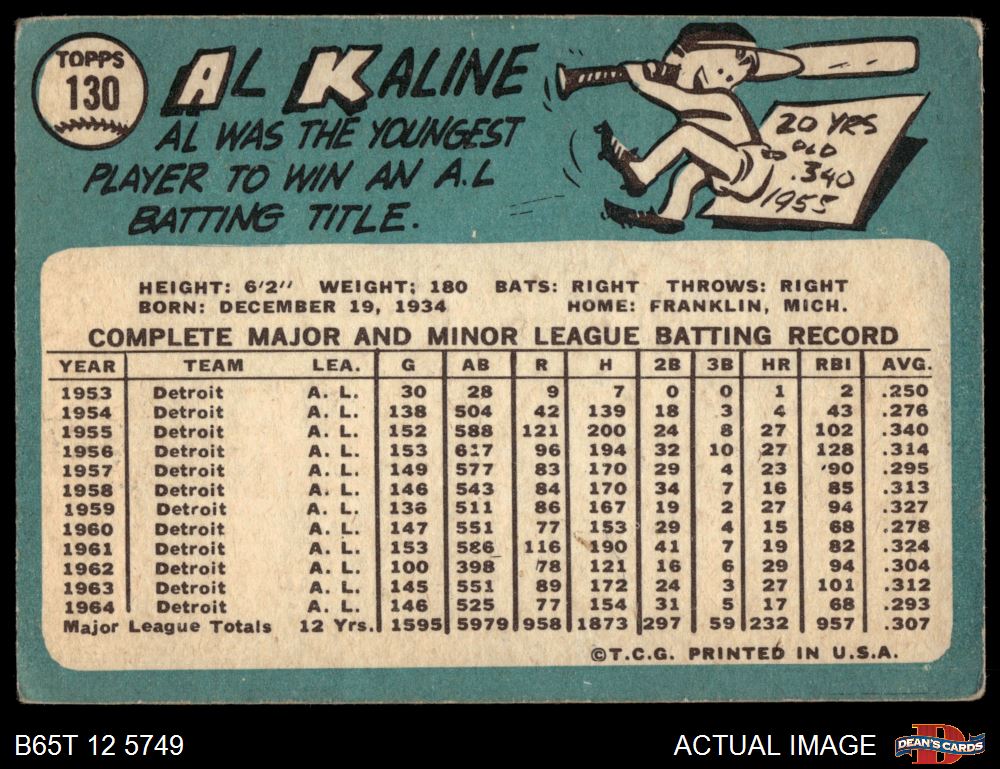 TOPPS
130
AL KALINE
AL WAS THE YOUNGEST
PLAYER TO WIN AN A.L
BATTING TITLE.
20 YRS
OLD
.340
1955
HEIGHT: 6'2" WEIGHT; 180 BATS: RIGHT THROWS: RIGHT
BORN: DECEMBER 19, 1934 HOME: FRANKLIN, MICH.
COMPLETE MAJOR AND MINOR LEAGUE BATTING RECORD
YEAR TEAM LEA. G AB R H 2B 3B HR RBI AVG.
1953 Detroit A. L. 30 28 9 7 0 0 1 2 .250
1954 Detroit A. L. 138 504 42 139 18 3 4 43 .276
1955 Detroit A. L. 152 588 121 200 24 8 27 102 .340
1956 Detroit A. L. 153 617 96 194 32 10 27 128 .314
1957 Detroit A. L. 149 577 83 170 29 4 23 90 .295
1958 Detroit A. L. 146 543 84 170 34 7 16 85 .313
1959 Detroit A. L. 136 511 86 167 19 2 27 94 .327
1960 Detroit A. L. 147 551 77 153 29 4 15 68 .278
1961 Detroit A. L. 153 586 116 190 41 7 19 82 .324
1962 Detroit A. L. 100 398 78 121 16 6 29 94 .304
1963 Detroit A. L. 145 551 89 172 24 3 27 101 .312
1964 Detroit A. L. 146 525 77 154 31 5 17 68 .293
Major League Totals 12 Yrs. 1595 5979 958 1873 297 59 232 957 .307
©T.C.G. PRINTED IN U.S.A.
B65T 12 5749
ACTUAL IMAGE
D
DEAN'S CARDS